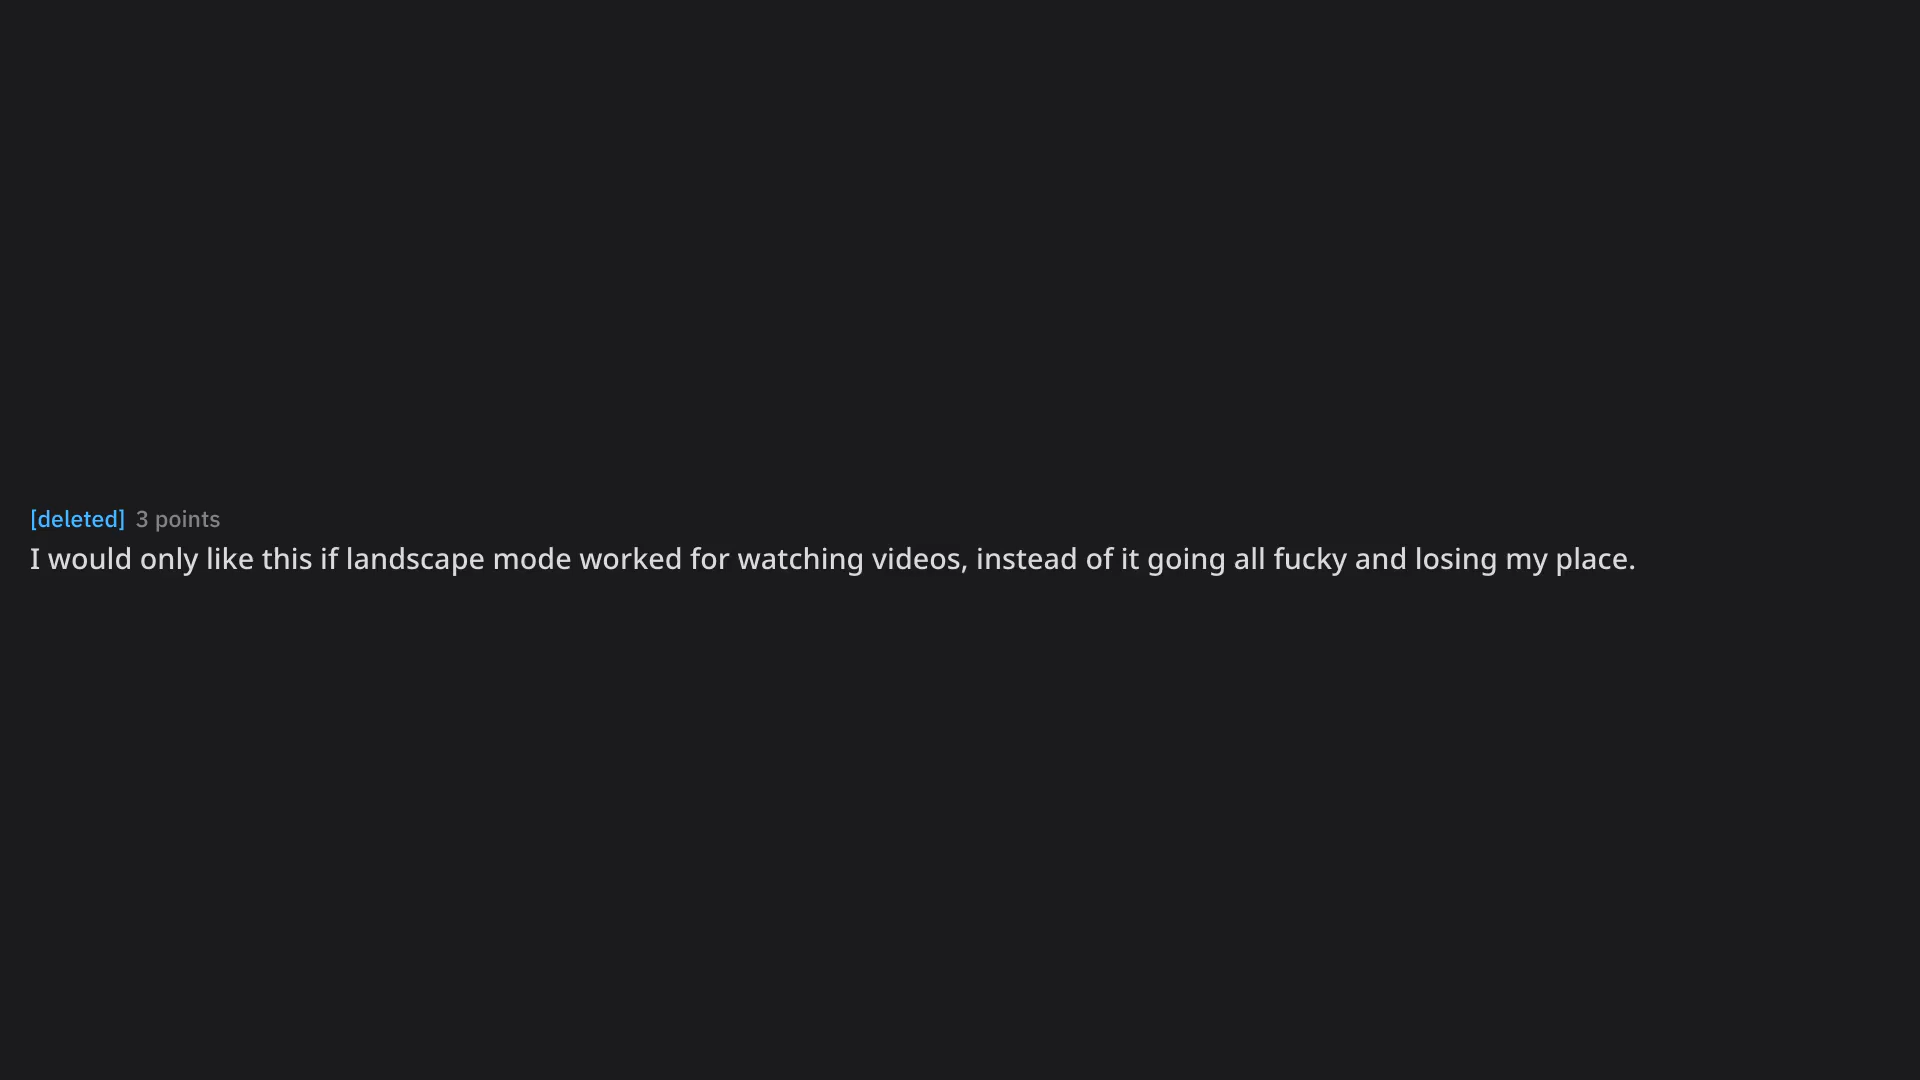 [deleted] 3 points
I would only like this if landscape mode worked for watching videos, instead of it going all fucky and losing my place.